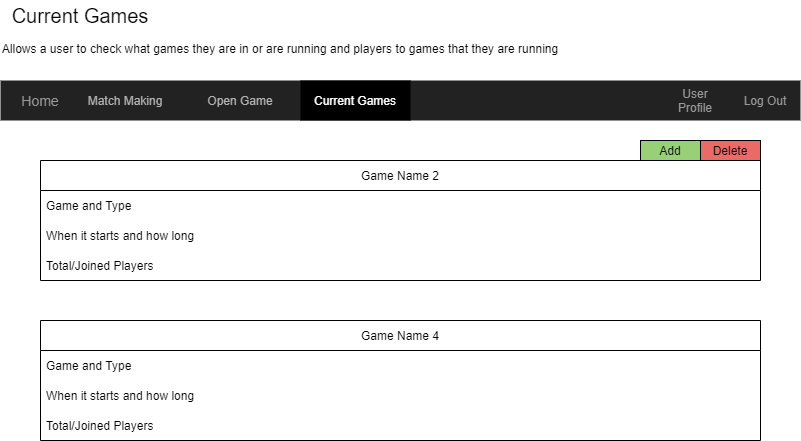 Current Games
Allows a user to check what games they are in or are running and players to games that they are running
Home Match Making Open Game Current Games User Profile Log Out
Add Delete
Game Name 2
Game and Type
When it starts and how long
Total/Joined Players
Game Name 4
Game and Type
When it starts and how long
Total/Joined Players